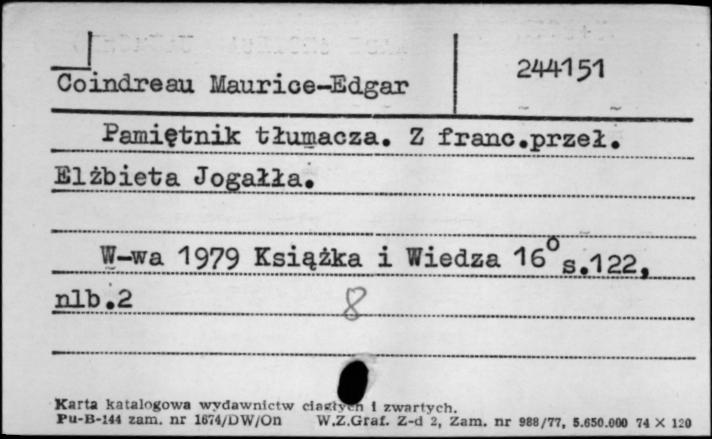 Coindreau Maurice-Edgar 244151
Pamiętnik tłumacza. Z franc.przeł.
Elżbieta Jogałła.
W-wa 1979 Książka i Wiedza 16° s.122,
nlb.2
8
Karta katalogowa wydawnictw ciągłych i zwartych.
Pu-B-144 zam. nr 1674/DW/On W.Z.Graf. Z-d 2, Zam. nr 988/77, 5.650.000 74 X 120